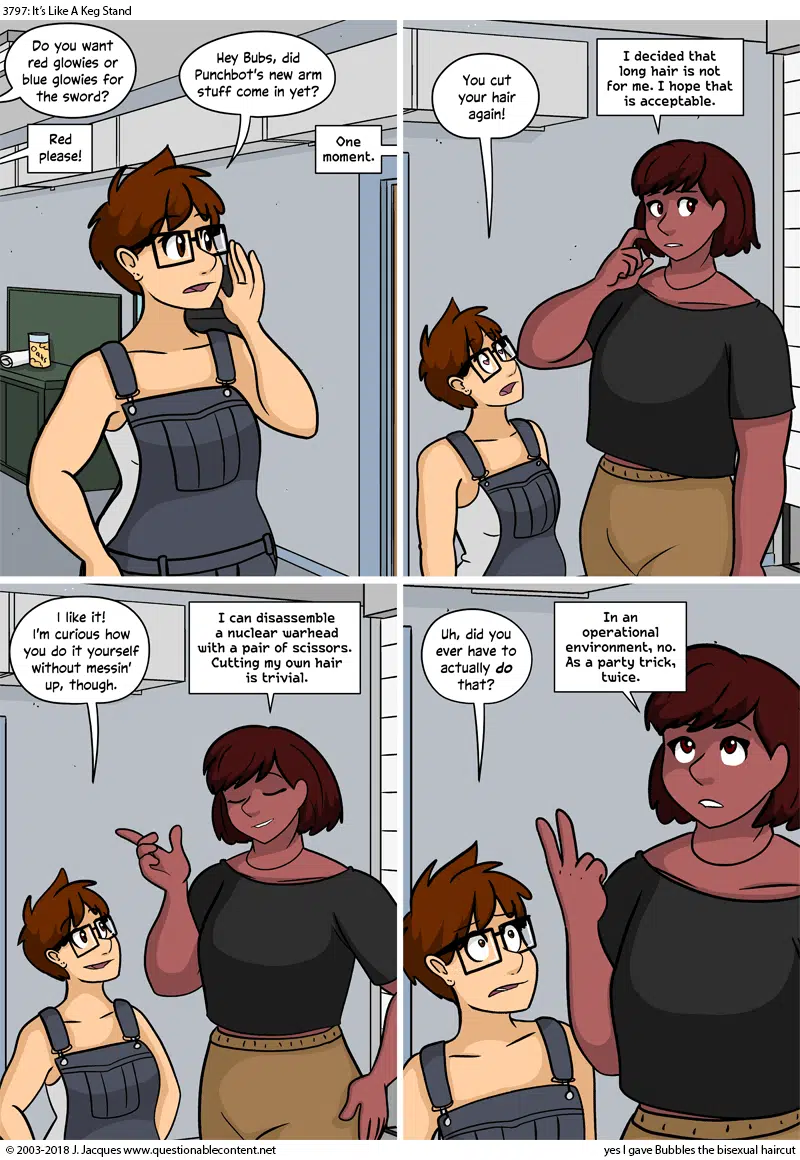 3797: It's Like A Keg Stand
Do you want
red glowies or
blue glowies for
the sword?
Hey Bubs, did
Punchbot's new arm
stuff come in yet?
Red
please!
One
moment.
Oats
You cut
your hair
again!
I decided that
long hair is not
for me. I hope that
is acceptable.
I like it!
I'm curious how
you do it yourself
without messin'
up, though.
I can disassemble
a nuclear warhead
with a pair of scissors.
Cutting my own hair
is trivial.
Uh, did you
ever have to
actually do
that?
In an
operational
environment, no.
As a party trick,
twice.
© 2003-2018 J. Jacques www.questionablecontent.net
yes I gave Bubbles the bisexual haircut